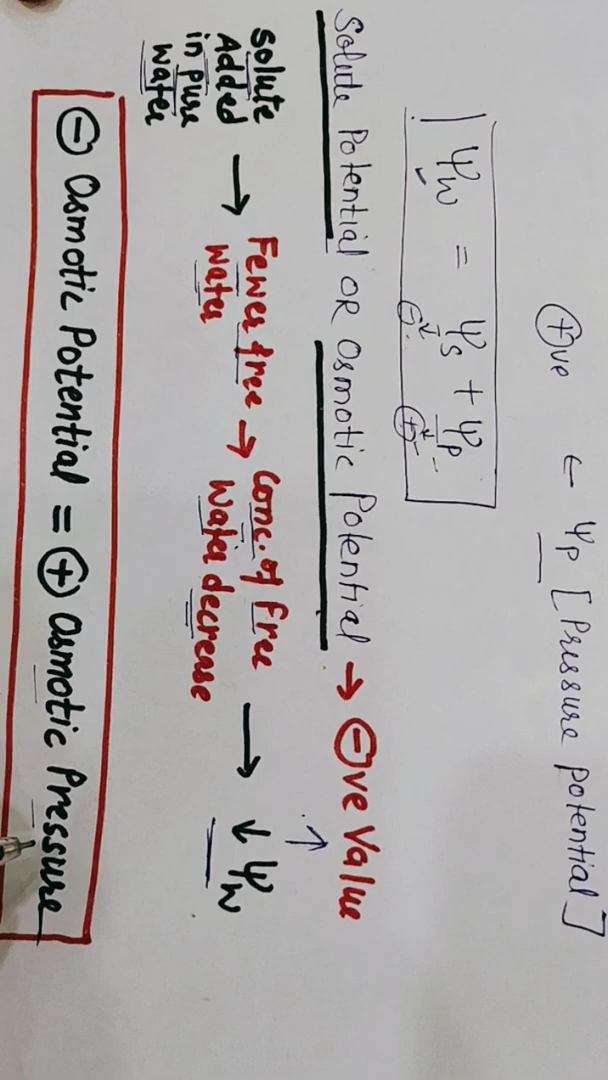 ⊕ve ← Ψp [Pressure potential]
Ψw = Ψs + Ψp
⊖ ⊕
Solute Potential OR Osmotic Potential → ⊖ve Value
Solute Added in pure water → Fewer free water → Conc. of free water decrease → ↓ Ψw
⊖ Osmotic Potential = ⊕ Osmotic Pressure